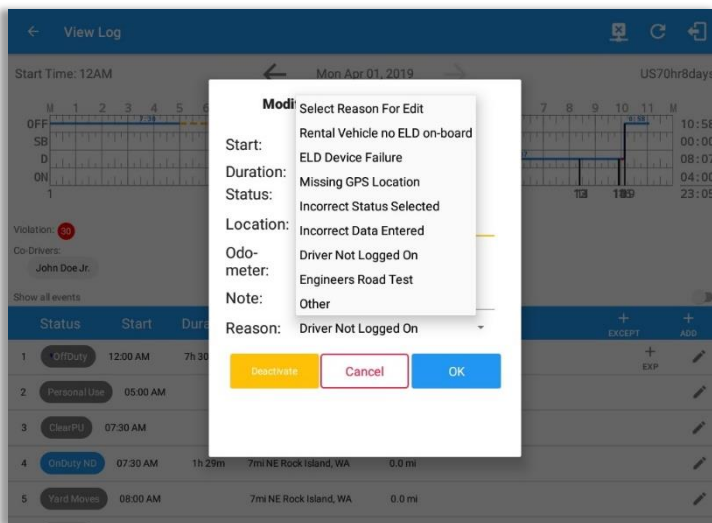 View Log
Start Time: 12AM
Mon Apr 01, 2019
US70hr8days
M 1 2 3 4 5 6
7 8 9 10 11 M
OFF
7:30
10:58
SB
00:00
D
08:07
ON
04:00
1
23:05
Violation: 30
Co-Drivers:
John Doe Jr.
Show all events
Modi
Start:
Duration:
Status:
Location:
Odo-
meter:
Note:
Reason: Driver Not Logged On
Select Reason For Edit
Rental Vehicle no ELD on-board
ELD Device Failure
Missing GPS Location
Incorrect Status Selected
Incorrect Data Entered
Driver Not Logged On
Engineers Road Test
Other
Deactivate Cancel OK
Status Start Dura
+ EXCEPT + ADD
1 OffDuty 12:00 AM 7h 30
+ EXP
2 Personal Use 05:00 AM
3 ClearPU 07:30 AM
4 OnDuty ND 07:30 AM 1h 29m 7mi NE Rock Island, WA 0.0 mi
5 Yard Moves 08:00 AM 7mi NE Rock Island, WA 0.0 mi